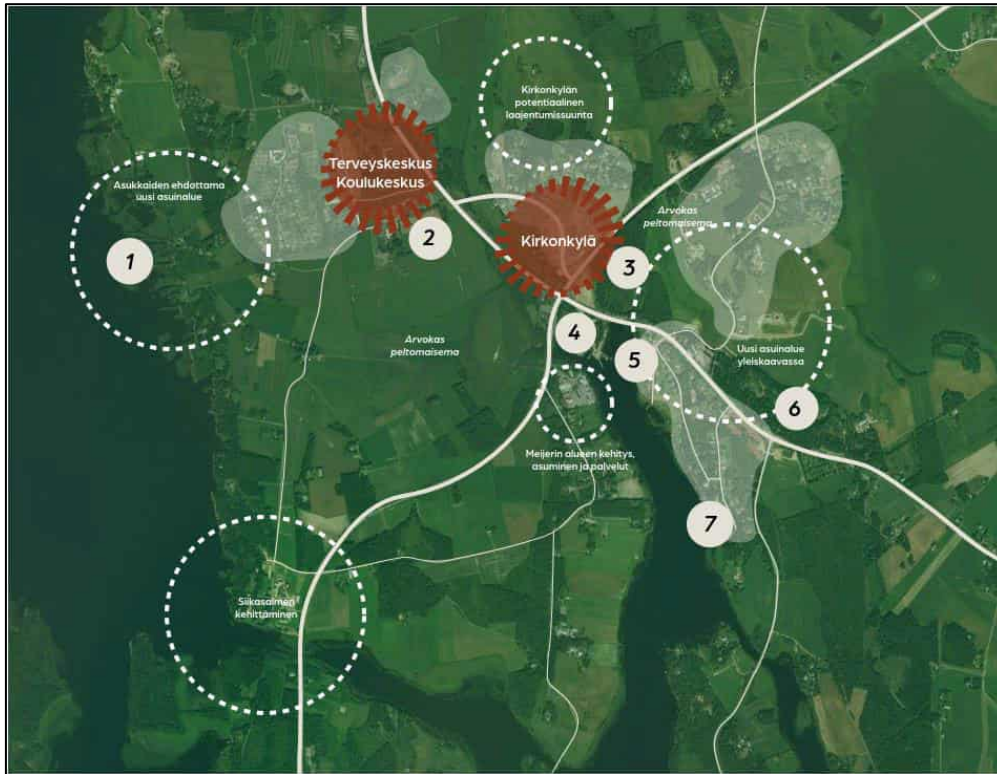 Kirkonkylän
potentiaalinen
laajentumissuunta
Terveyskeskus
Koulukeskus
Asukkaiden ehdottama
uusi asuinalue
1
2
Kirkonkylä
Arvokas
peltomaisema
3
4
Arvokas
peltomaisema
5
Uusi asuinalue
yleiskaavassa
6
Meijerin alueen kehitys,
asuminen ja palvelut
7
Siikasalmen
kehittäminen